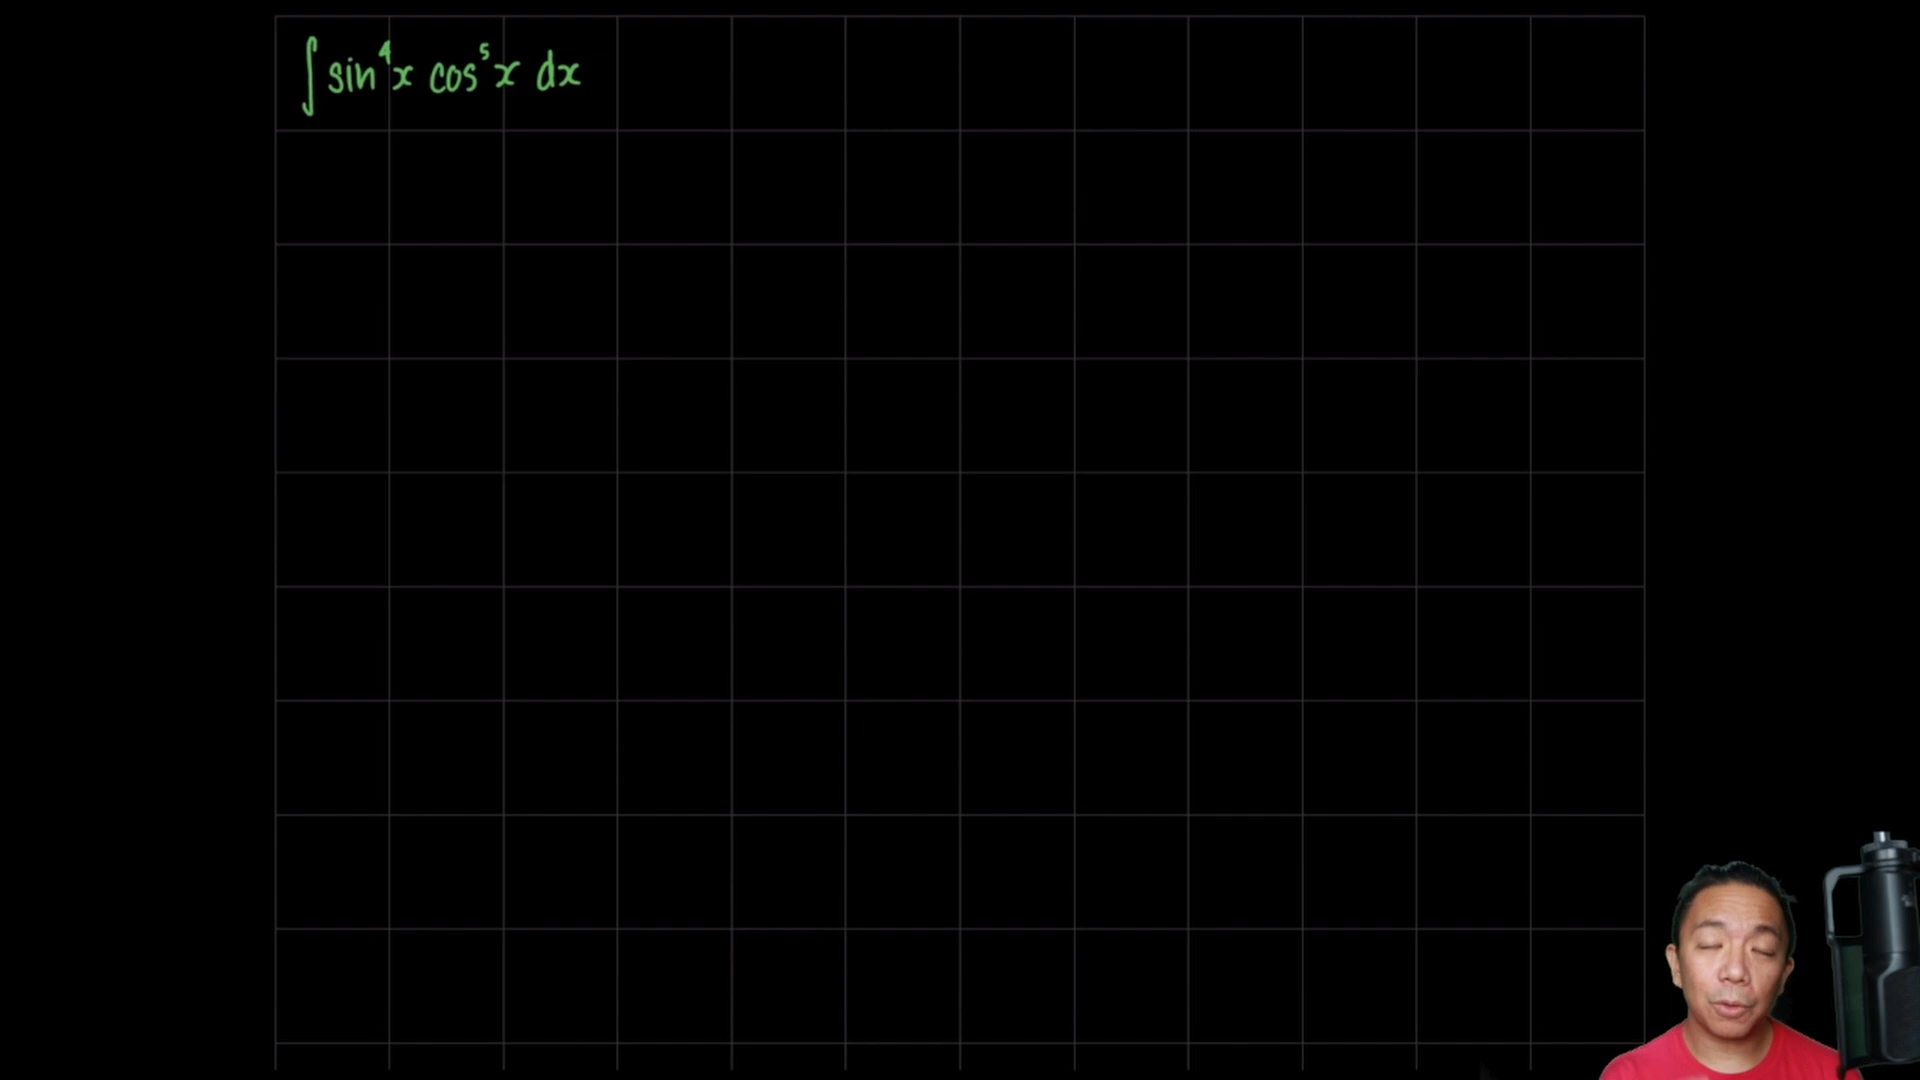 ∫ sin⁴x cos⁵x dx